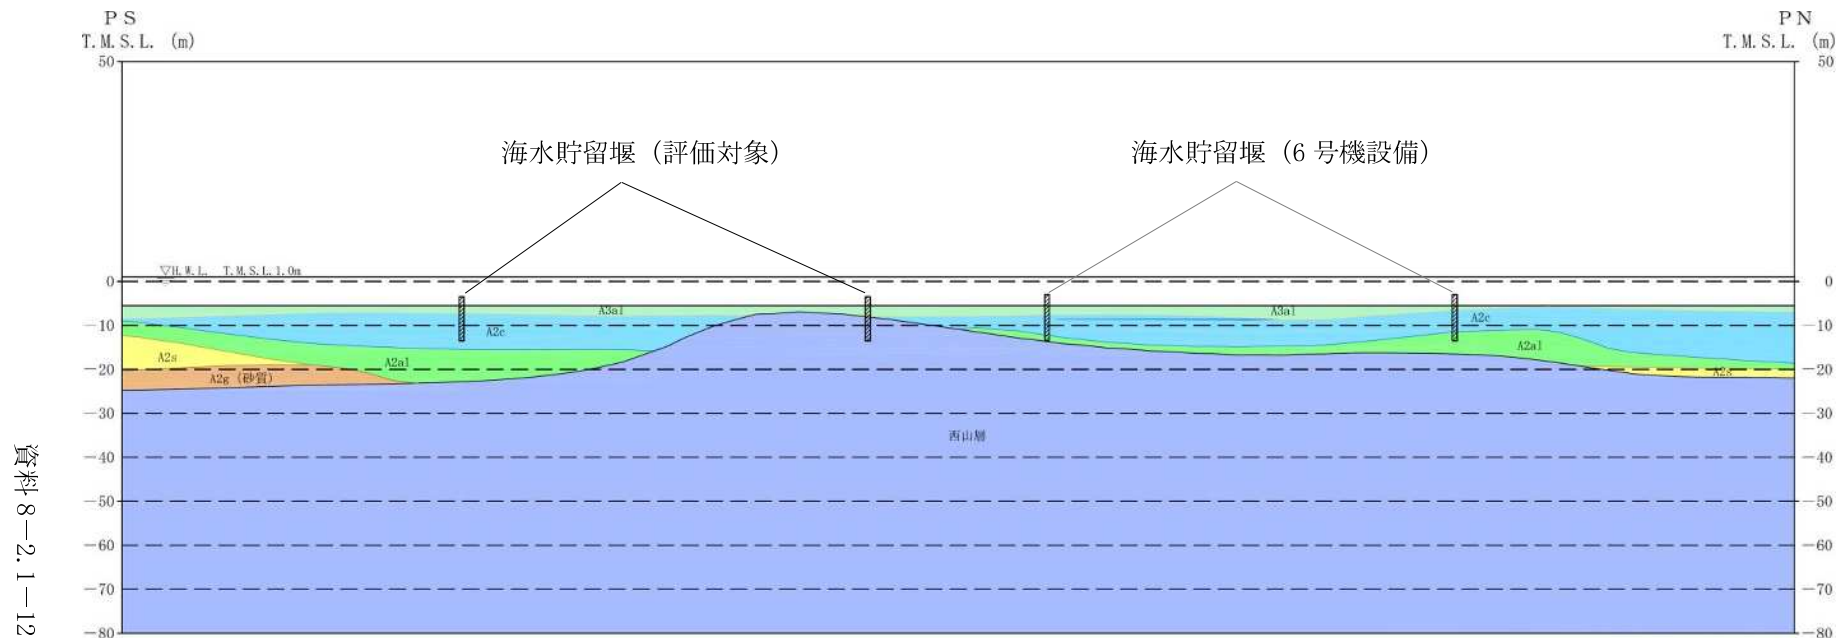 PS
T.M.S.L. (m)
PN
T.M.S.L. (m)
50
50
海水貯留堰（評価対象）
海水貯留堰（6号機設備）
▽H.W.L. T.M.S.L.1.0m
0
0
A3al
A3al
A2c
A2c
−10
−10
A2s
A2al
A2al
−20
−20
A2g（砂質）
A2s
−30
−30
西山層
−40
−40
−50
−50
−60
−60
−70
−70
−80
−80
資料8−2.1−12